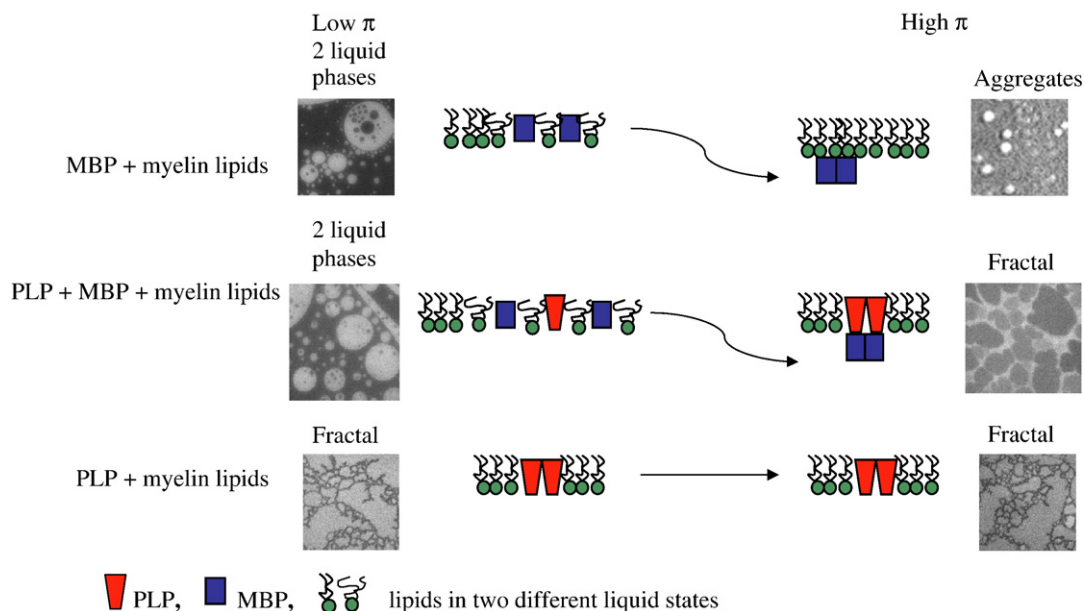 Low π
High π
2 liquid
phases
Aggregates
MBP + myelin lipids
2 liquid
phases
Fractal
PLP + MBP + myelin lipids
Fractal
Fractal
PLP + myelin lipids
PLP, MBP, lipids in two different liquid states